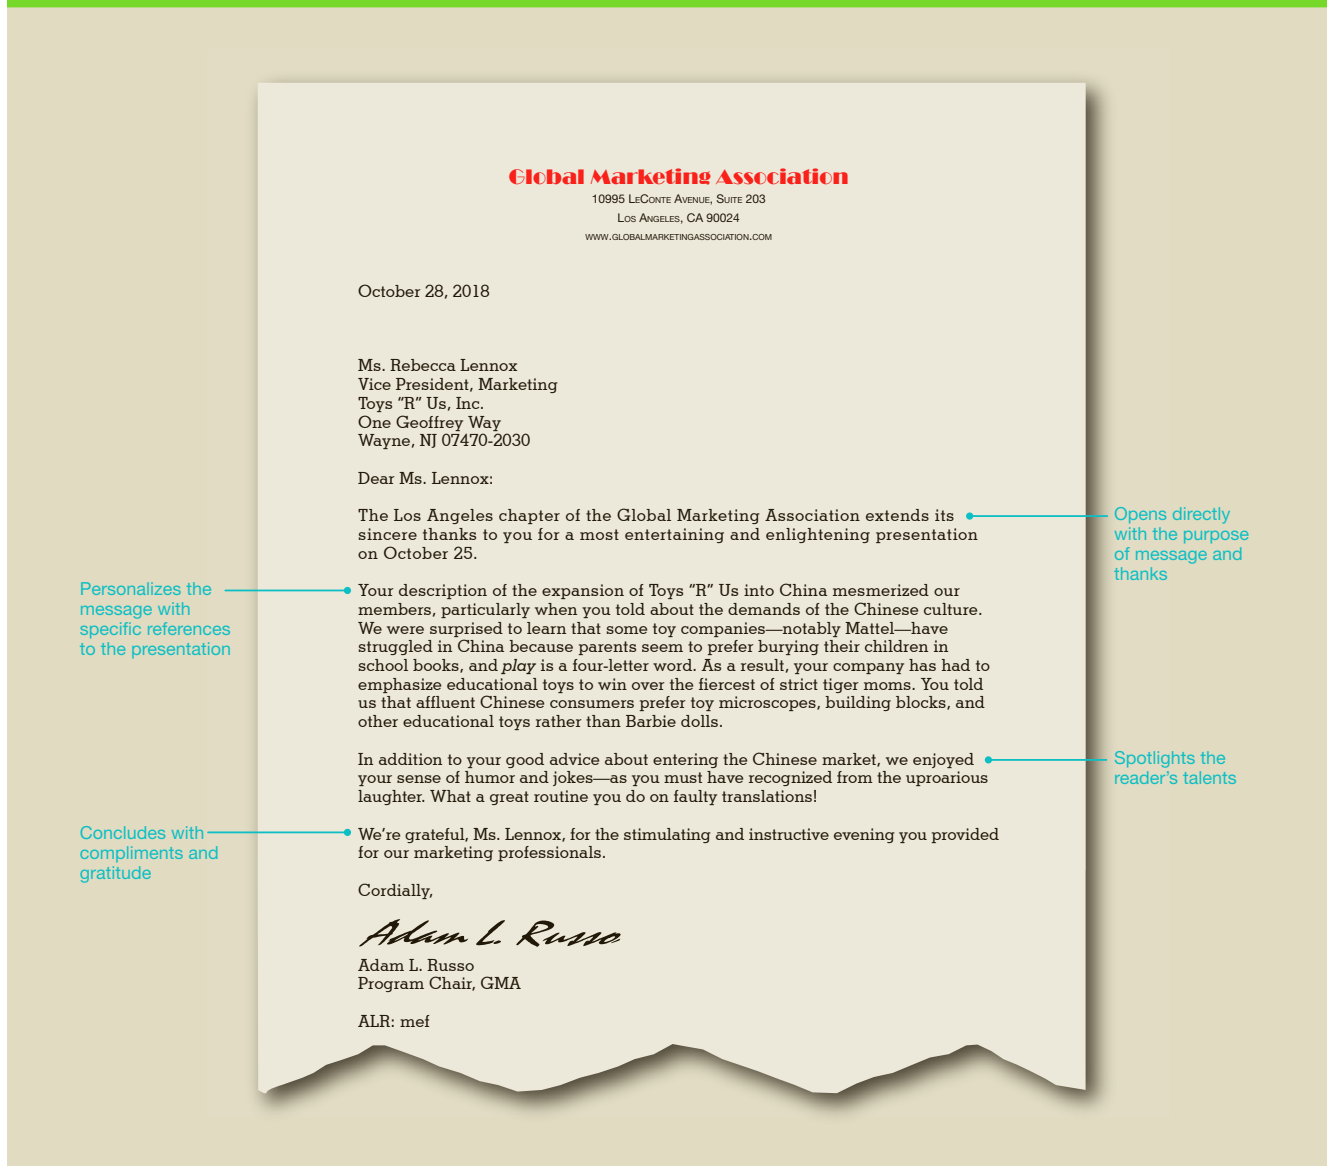 Global Marketing Association
10995 LeConte Avenue, Suite 203
Los Angeles, CA 90024
www.globalmarketingassociation.com
October 28, 2018
Ms. Rebecca Lennox
Vice President, Marketing
Toys "R" Us, Inc.
One Geoffrey Way
Wayne, NJ 07470-2030
Dear Ms. Lennox:
The Los Angeles chapter of the Global Marketing Association extends its
sincere thanks to you for a most entertaining and enlightening presentation
on October 25.
Opens directly
with the purpose
of message and
thanks
Personalizes the
message with
specific references
to the presentation
Your description of the expansion of Toys "R" Us into China mesmerized our
members, particularly when you told about the demands of the Chinese culture.
We were surprised to learn that some toy companies—notably Mattel—have
struggled in China because parents seem to prefer burying their children in
school books, and play is a four-letter word. As a result, your company has had to
emphasize educational toys to win over the fiercest of strict tiger moms. You told
us that affluent Chinese consumers prefer toy microscopes, building blocks, and
other educational toys rather than Barbie dolls.
In addition to your good advice about entering the Chinese market, we enjoyed
your sense of humor and jokes—as you must have recognized from the uproarious
laughter. What a great routine you do on faulty translations!
Spotlights the
reader's talents
Concludes with
compliments and
gratitude
We're grateful, Ms. Lennox, for the stimulating and instructive evening you provided
for our marketing professionals.
Cordially,
Adam L. Russo
Adam L. Russo
Program Chair, GMA
ALR: mef